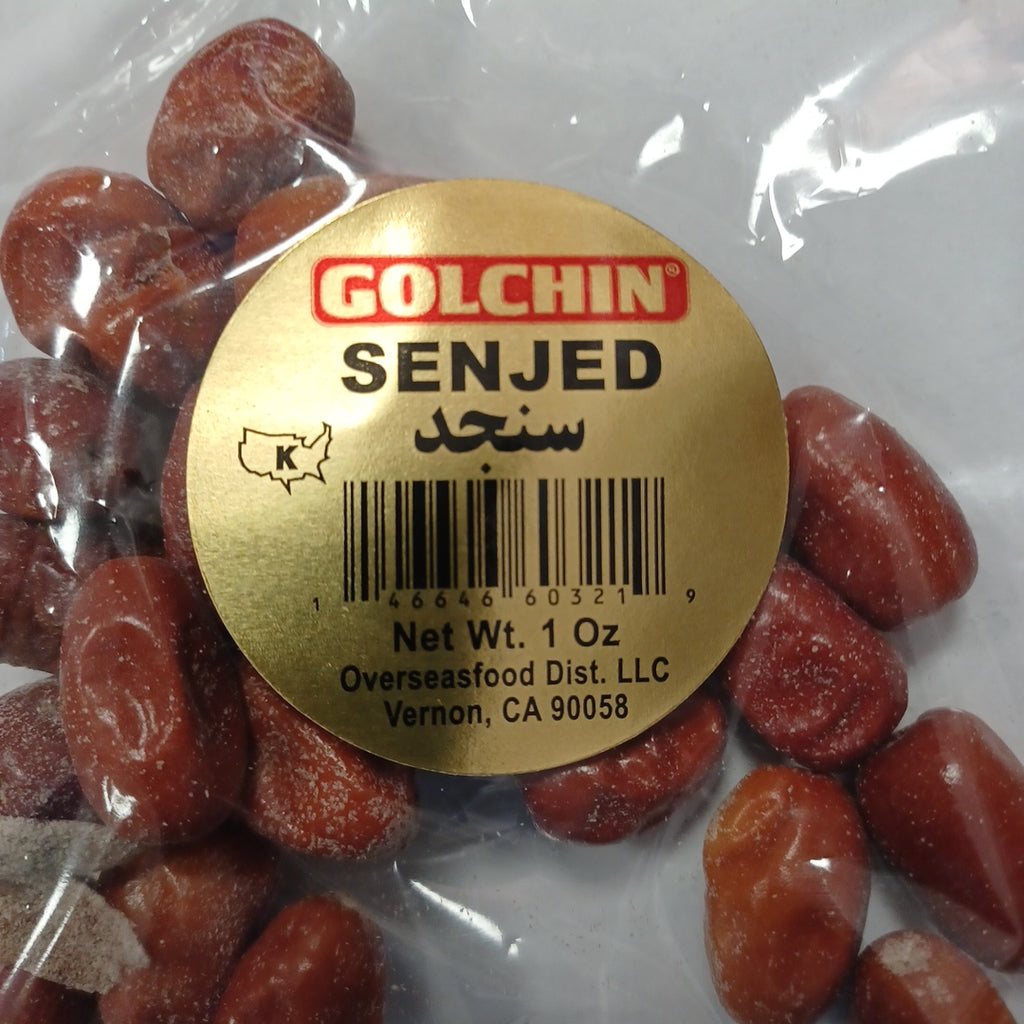 GOLCHIN®
SENJED
سنجد
K
1 46646 60321 9
Net Wt. 1 Oz
Overseasfood Dist. LLC
Vernon, CA 90058